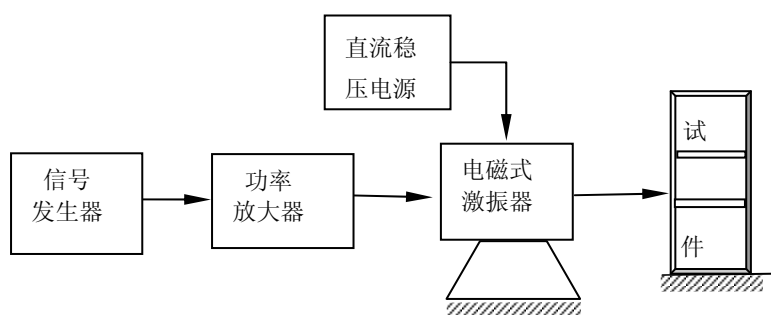 直流稳
压电源
信号
发生器
功率
放大器
电磁式
激振器
试
件